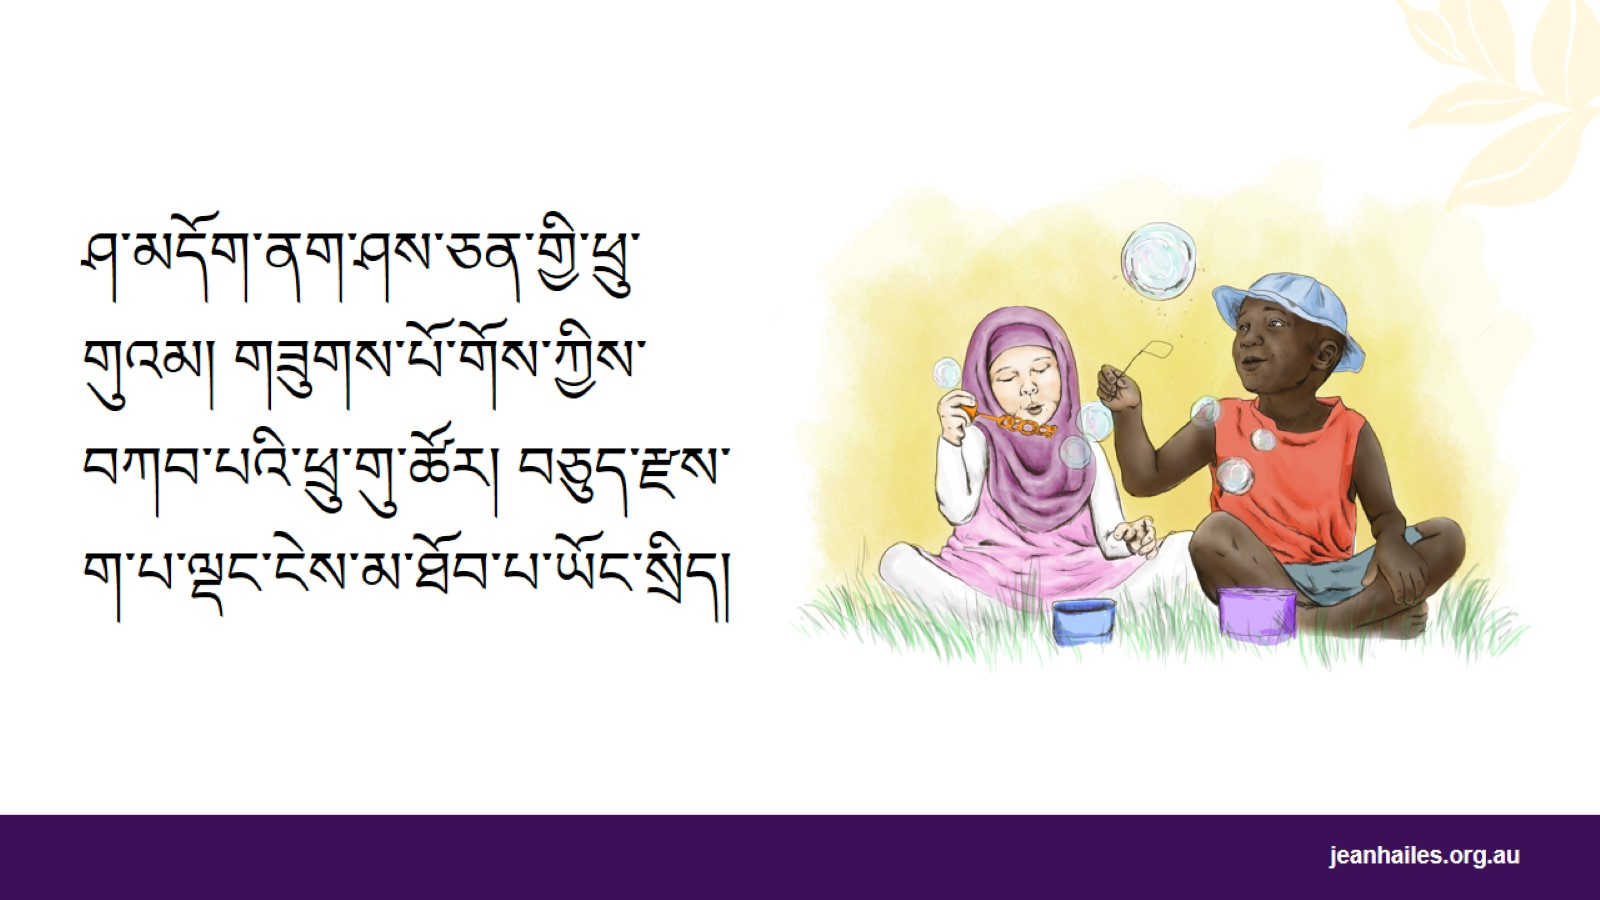 ཤ་མདོག་ནག་ཤས་ཅན་གྱི་ཕྲུ་
གུའམ། གཟུགས་པོ་གོས་ཀྱིས་
བཀབ་པའི་ཕྲུ་གུ་ཚོར། བཅུད་རྫས་
ག་པ་ལྡང་ངེས་མ་ཐོབ་པ་ཡོང་སྲིད།
jeanhailes.org.au